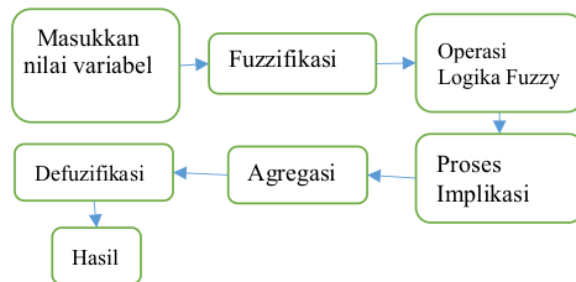 Masukkan
nilai variabel
Fuzzifikasi
Operasi
Logika Fuzzy
Proses
Implikasi
Agregasi
Defuzifikasi
Hasil